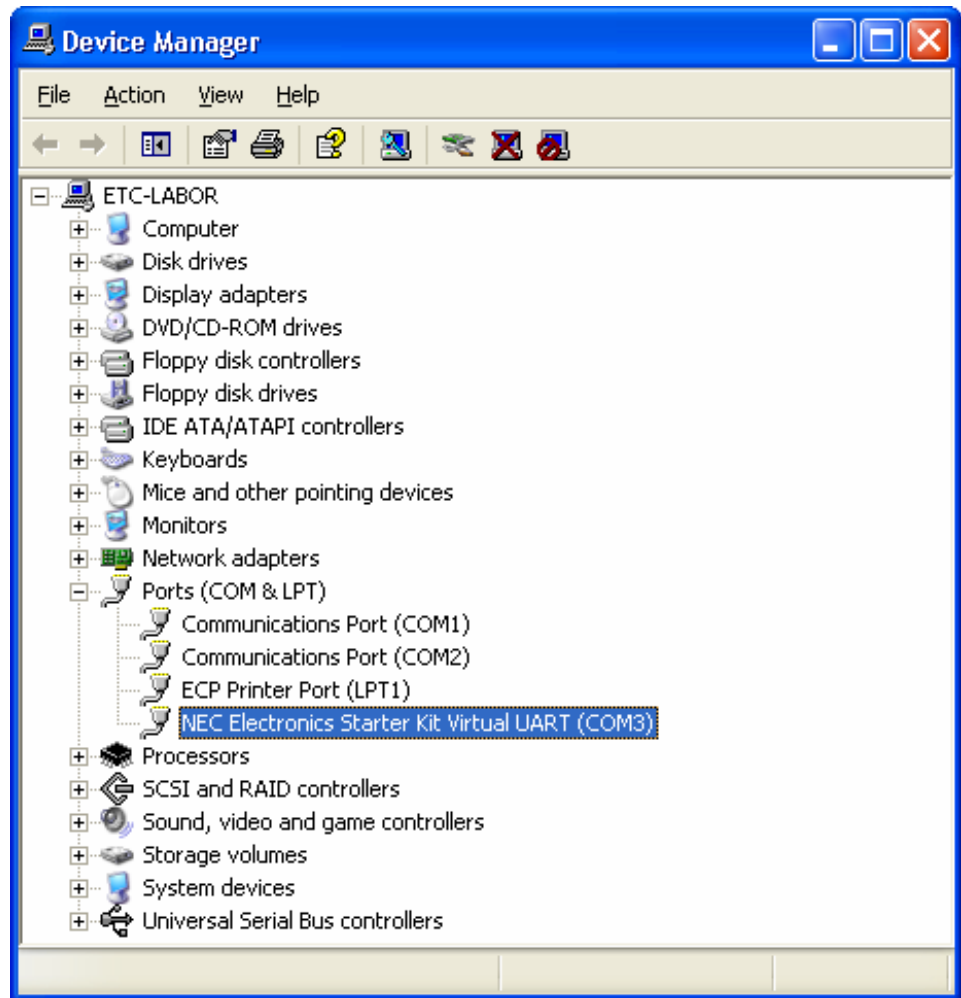 Device Manager
File Action View Help
ETC-LABOR
Computer
Disk drives
Display adapters
DVD/CD-ROM drives
Floppy disk controllers
Floppy disk drives
IDE ATA/ATAPI controllers
Keyboards
Mice and other pointing devices
Monitors
Network adapters
Ports (COM & LPT)
Communications Port (COM1)
Communications Port (COM2)
ECP Printer Port (LPT1)
NEC Electronics Starter Kit Virtual UART (COM3)
Processors
SCSI and RAID controllers
Sound, video and game controllers
Storage volumes
System devices
Universal Serial Bus controllers